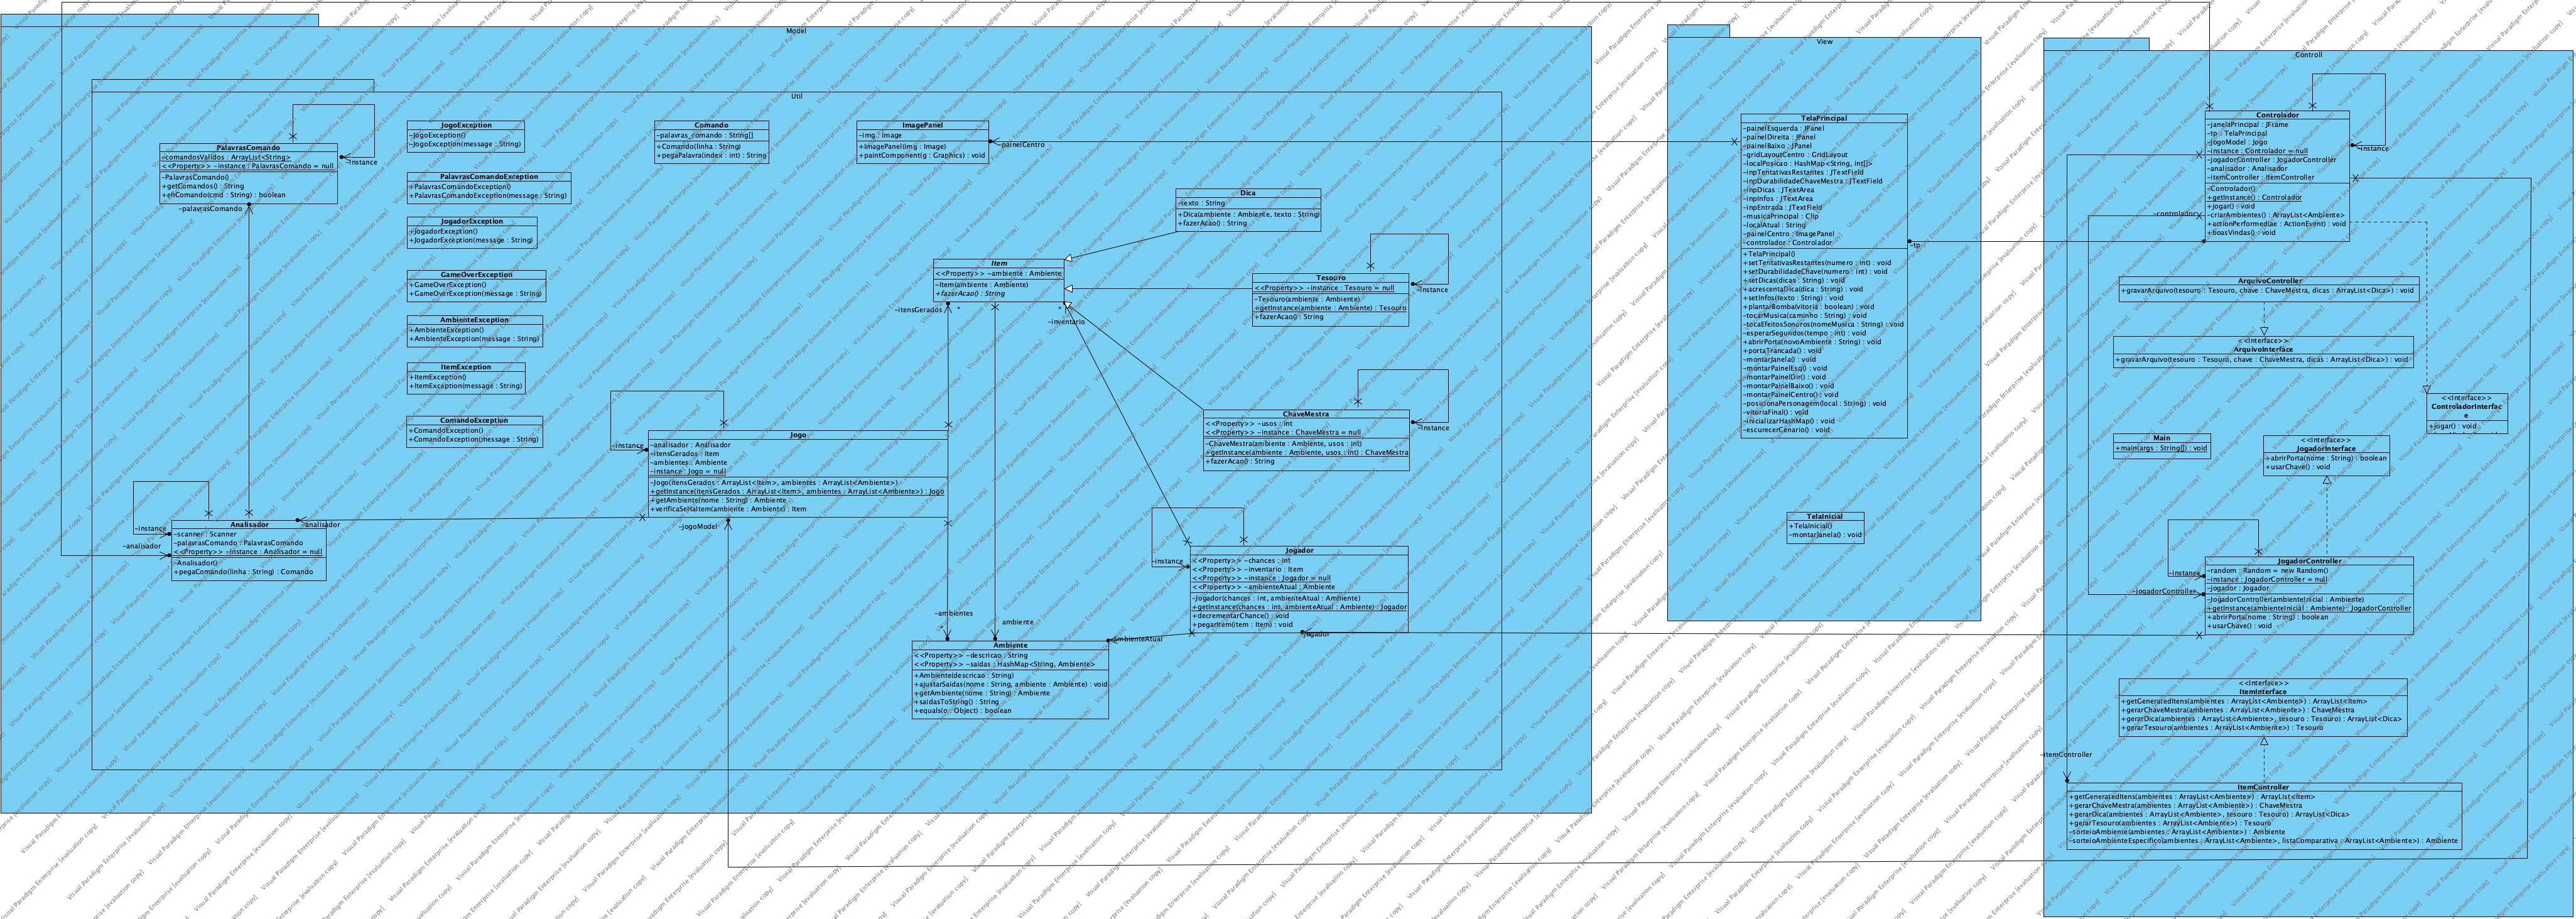 Model
Util
PalavrasComando
-comandosValidos : ArrayList<String>
<<Property>> -instance : PalavrasComando = null
-PalavrasComando()
+getComandos() : String
+ehComando(cmd : String) : boolean
-instance
-palavrasComando
JogoException
-JogoException()
-JogoException(message : String)
PalavrasComandoException
+PalavrasComandoException()
+PalavrasComandoException(message : String)
JogadorException
+JogadorException()
+JogadorException(message : String)
GameOverException
+GameOverException()
+GameOverException(message : String)
AmbienteException
+AmbienteException()
+AmbienteException(message : String)
ItemException
+ItemException()
+ItemException(message : String)
ComandoException
+ComandoException()
+ComandoException(message : String)
Comando
-palavras_comando : String[]
+Comando(linha : String)
+pegaPalavra(index : int) : String
ImagePanel
-img : Image
+ImagePanel(img : Image)
+paintComponent(g : Graphics) : void
-painelCentro
Dica
-texto : String
+Dica(ambiente : Ambiente, texto : String)
+fazerAcao() : String
Item
<<Property>> -ambiente : Ambiente
-Item(ambiente : Ambiente)
+fazerAcao() : String
-itensGerados
*
*
-inventario
Tesouro
<<Property>> -instance : Tesouro = null
-Tesouro(ambiente : Ambiente)
+getInstance(ambiente : Ambiente) : Tesouro
+fazerAcao() : String
-instance
ChaveMestra
<<Property>> -usos : int
<<Property>> -instance : ChaveMestra = null
-ChaveMestra(ambiente : Ambiente, usos : int)
+getInstance(ambiente : Ambiente, usos : int) : ChaveMestra
+fazerAcao() : String
-instance
Jogo
-analisador : Analisador
-itensGerados : Item
-ambientes : Ambiente
-instance : Jogo = null
-Jogo(itensGerados : ArrayList<Item>, ambientes : ArrayList<Ambiente>)
+getInstance(itensGerados : ArrayList<Item>, ambientes : ArrayList<Ambiente>) : Jogo
+getAmbiente(nome : String) : Ambiente
+verificaSeHaItem(ambiente : Ambiente) : Item
-instance
-jogoModel
Analisador
-scanner : Scanner
-palavrasComando : PalavrasComando
<<Property>> -instance : Analisador = null
-Analisador()
+pegaComando(linha : String) : Comando
-instance
-analisador
-analisador
Jogador
<<Property>> -chances : int
<<Property>> -inventario : Item
<<Property>> -instance : Jogador = null
<<Property>> -ambienteAtual : Ambiente
-Jogador(chances : int, ambienteAtual : Ambiente)
+getInstance(chances : int, ambienteAtual : Ambiente) : Jogador
+decrementarChance() : void
+pegarItem(item : Item) : void
-instance
-jogador
-ambienteAtual
-ambientes
*
ambiente
Ambiente
<<Property>> -descricao : String
<<Property>> -saidas : HashMap<String, Ambiente>
+Ambiente(descricao : String)
+ajustarSaidas(nome : String, ambiente : Ambiente) : void
+getAmbiente(nome : String) : Ambiente
+saidasToString() : String
+equals(o : Object) : boolean
View
TelaPrincipal
-painelEsquerda : JPanel
-painelDireita : JPanel
-painelBaixo : JPanel
-gridLayoutCentro : GridLayout
-localPosicao : HashMap<String, int[]>
-inpTentativasRestantes : JTextField
-inpDurabilidadeChaveMestra : JTextField
-inpDicas : JTextArea
-inpInfos : JTextArea
-inpEntrada : JTextField
-musicaPrincipal : Clip
-localAtual : String
-painelCentro : ImagePanel
-controlador : Controlador
+TelaPrincipal()
+setTentativasRestantes(numero : int) : void
+setDurabilidadeChave(numero : int) : void
+setDicas(dica : String) : void
+acrescentaDica(dica : String) : void
+setInfos(texto : String) : void
+plantarBomba(vitoria : boolean) : void
-tocarMusica(caminho : String) : void
-tocaEfeitosSonoros(nomeMusica : String) : void
-esperarSegundos(tempo : int) : void
+abrirPorta(novoAmbiente : String) : void
+portaTrancada() : void
-montarJanela() : void
-montarPainelEsq() : void
-montarPainelDir() : void
-montarPainelBaixo() : void
-montarPainelCentro() : void
-posicionaPersonagem(local : String) : void
-vitoriaFinal() : void
-inicializarHashMap() : void
-escurecerCenario() : void
TelaInicial
+TelaInicial()
-montarJanela() : void
Controll
Controlador
-janelaPrincipal : JFrame
-tp : TelaPrincipal
-jogoModel : Jogo
-instance : Controlador = null
-jogadorController : JogadorController
-analisador : Analisador
-itemController : ItemController
-Controlador()
+getInstance() : Controlador
+jogar() : void
-criarAmbientes() : ArrayList<Ambiente>
+actionPerformed(ae : ActionEvent) : void
+boasVindas() : void
-instance
-controlador
-tp
ArquivoController
+gravarArquivo(tesouro : Tesouro, chave : ChaveMestra, dicas : ArrayList<Dica>) : void
<<Interface>>
ArquivoInterface
+gravarArquivo(tesouro : Tesouro, chave : ChaveMestra, dicas : ArrayList<Dica>) : void
<<Interface>>
ControladorInterfac
e
+jogar() : void
Main
+main(args : String[]) : void
<<Interface>>
JogadorInterface
+abrirPorta(nome : String) : boolean
+usarChave() : void
JogadorController
-random : Random = new Random()
-instance : JogadorController = null
-jogador : Jogador
-JogadorController(ambienteInicial : Ambiente)
+getInstance(ambienteInicial : Ambiente) : JogadorController
+abrirPorta(nome : String) : boolean
+usarChave() : void
-instance
-jogadorController
<<Interface>>
ItemInterface
+getGeneratedItens(ambientes : ArrayList<Ambiente>) : ArrayList<Item>
+gerarChaveMestra(ambientes : ArrayList<Ambiente>) : ChaveMestra
+gerarDica(ambientes : ArrayList<Ambiente>, tesouro : Tesouro) : ArrayList<Dica>
+gerarTesouro(ambientes : ArrayList<Ambiente>) : Tesouro
-itemController
ItemController
+getGeneratedItens(ambientes : ArrayList<Ambiente>) : ArrayList<Item>
+gerarChaveMestra(ambientes : ArrayList<Ambiente>) : ChaveMestra
+gerarDica(ambientes : ArrayList<Ambiente>, tesouro : Tesouro) : ArrayList<Dica>
+gerarTesouro(ambientes : ArrayList<Ambiente>) : Tesouro
-sorteioAmbiente(ambientes : ArrayList<Ambiente>) : Ambiente
-sorteioAmbienteEspecifico(ambientes : ArrayList<Ambiente>, listaComparativa : ArrayList<Ambiente>) : Ambiente
Visual Paradigm Enterprise [evaluation copy]